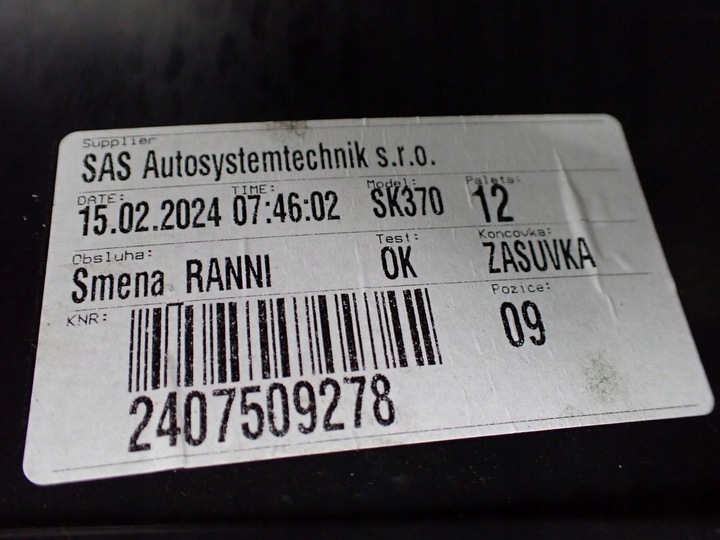 Supplier
SAS Autosystemtechnik s.r.o.
DATE: TIME: Model: Paleta:
15.02.2024 07:46:02 SK370 12
Obsluha: Test: Koncovka:
Smena RANNI OK ZASUVKA
KNR: Pozice:
09
2407509278